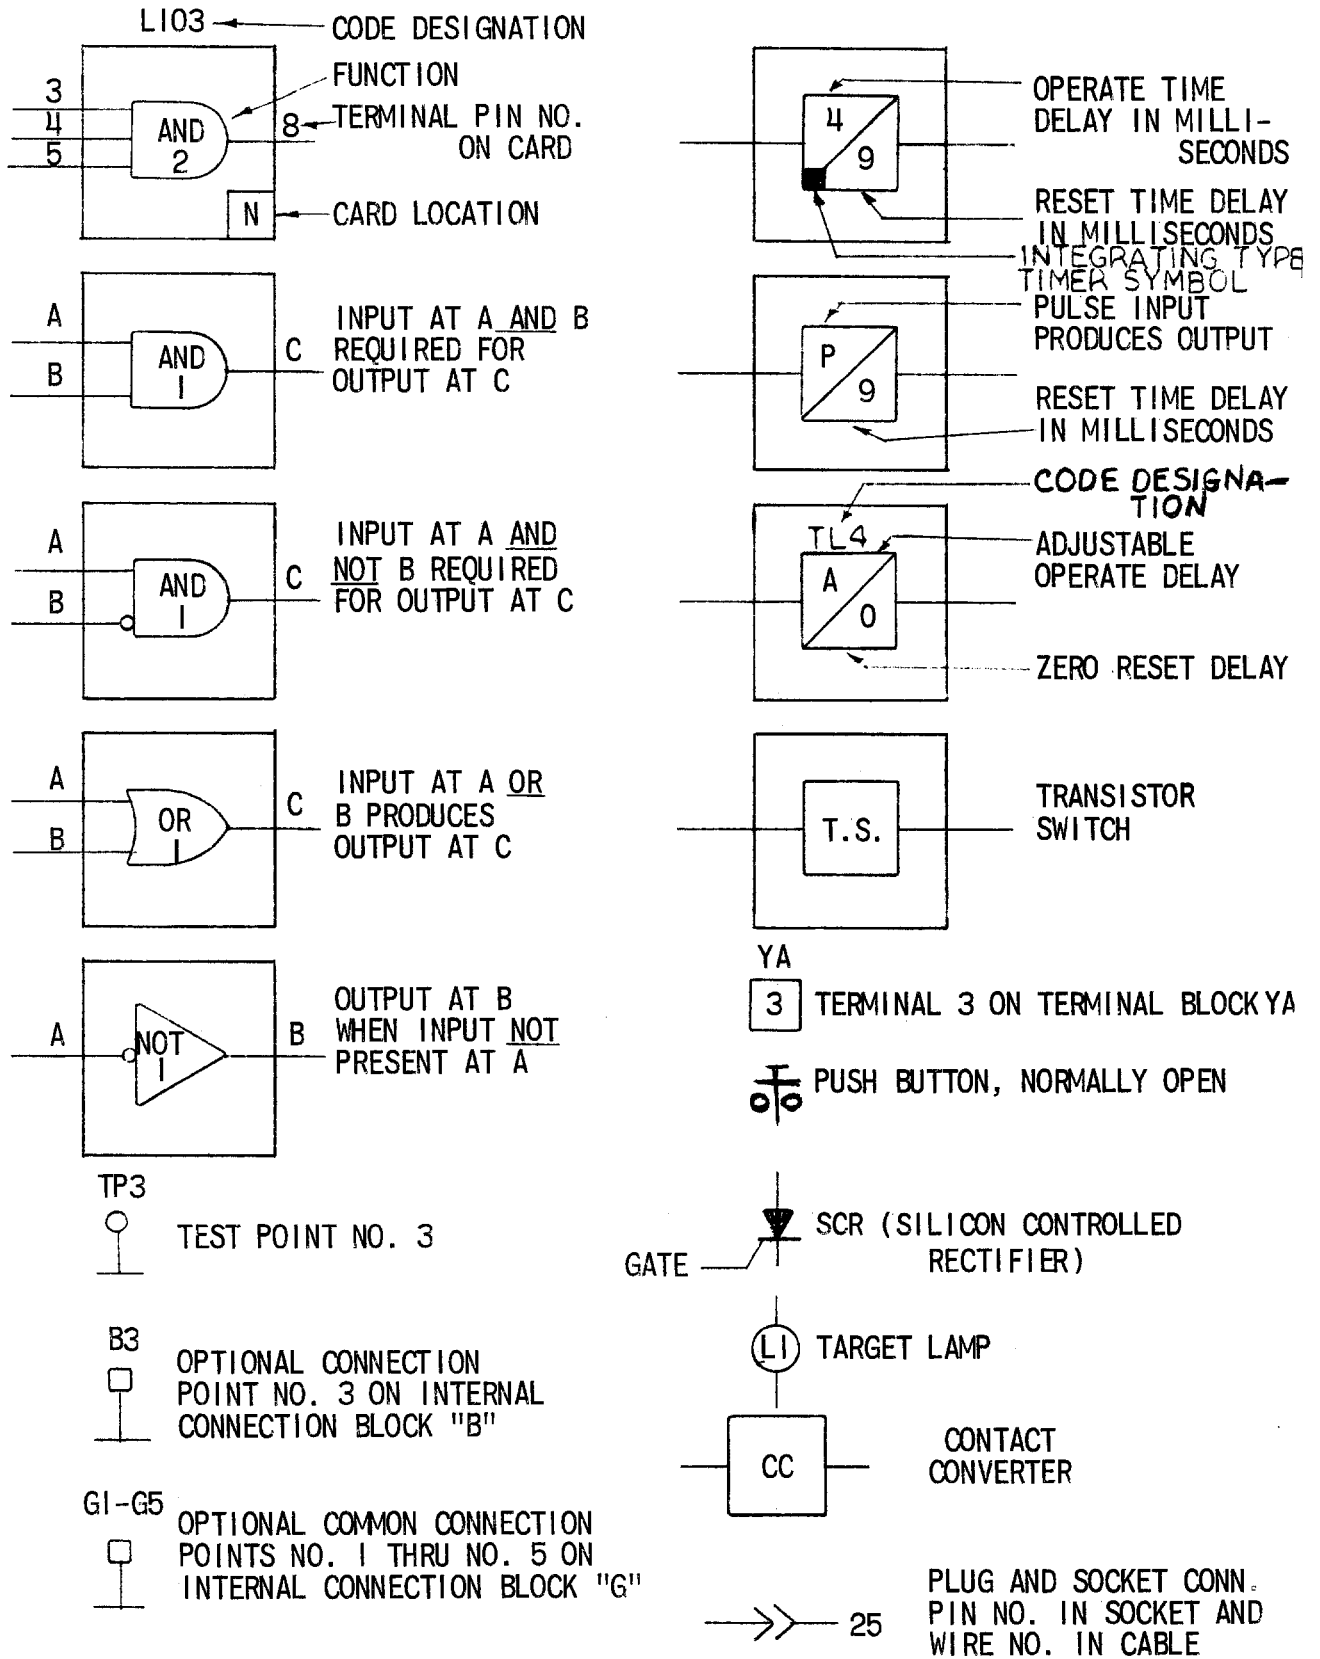 L103
CODE DESIGNATION
FUNCTION
3
4
5
AND
2
8
TERMINAL PIN NO.
ON CARD
N
CARD LOCATION
A
B
AND
1
C
INPUT AT A AND B
REQUIRED FOR
OUTPUT AT C
A
B
AND
1
C
INPUT AT A AND
NOT B REQUIRED
FOR OUTPUT AT C
A
B
OR
1
C
INPUT AT A OR
B PRODUCES
OUTPUT AT C
A
NOT
1
B
OUTPUT AT B
WHEN INPUT NOT
PRESENT AT A
TP3
TEST POINT NO. 3
B3
OPTIONAL CONNECTION
POINT NO. 3 ON INTERNAL
CONNECTION BLOCK "B"
G1-G5
OPTIONAL COMMON CONNECTION
POINTS NO. 1 THRU NO. 5 ON
INTERNAL CONNECTION BLOCK "G"
4
9
OPERATE TIME
DELAY IN MILLI-
SECONDS
RESET TIME DELAY
IN MILLISECONDS
INTEGRATING TYPE
TIMER SYMBOL
P
9
PULSE INPUT
PRODUCES OUTPUT
RESET TIME DELAY
IN MILLISECONDS
CODE DESIGNA-
TION
TL4
A
0
ADJUSTABLE
OPERATE DELAY
ZERO RESET DELAY
T.S.
TRANSISTOR
SWITCH
YA
3
TERMINAL 3 ON TERMINAL BLOCK YA
PUSH BUTTON, NORMALLY OPEN
GATE
SCR (SILICON CONTROLLED
RECTIFIER)
L1
TARGET LAMP
CC
CONTACT
CONVERTER
25
PLUG AND SOCKET CONN.
PIN NO. IN SOCKET AND
WIRE NO. IN CABLE